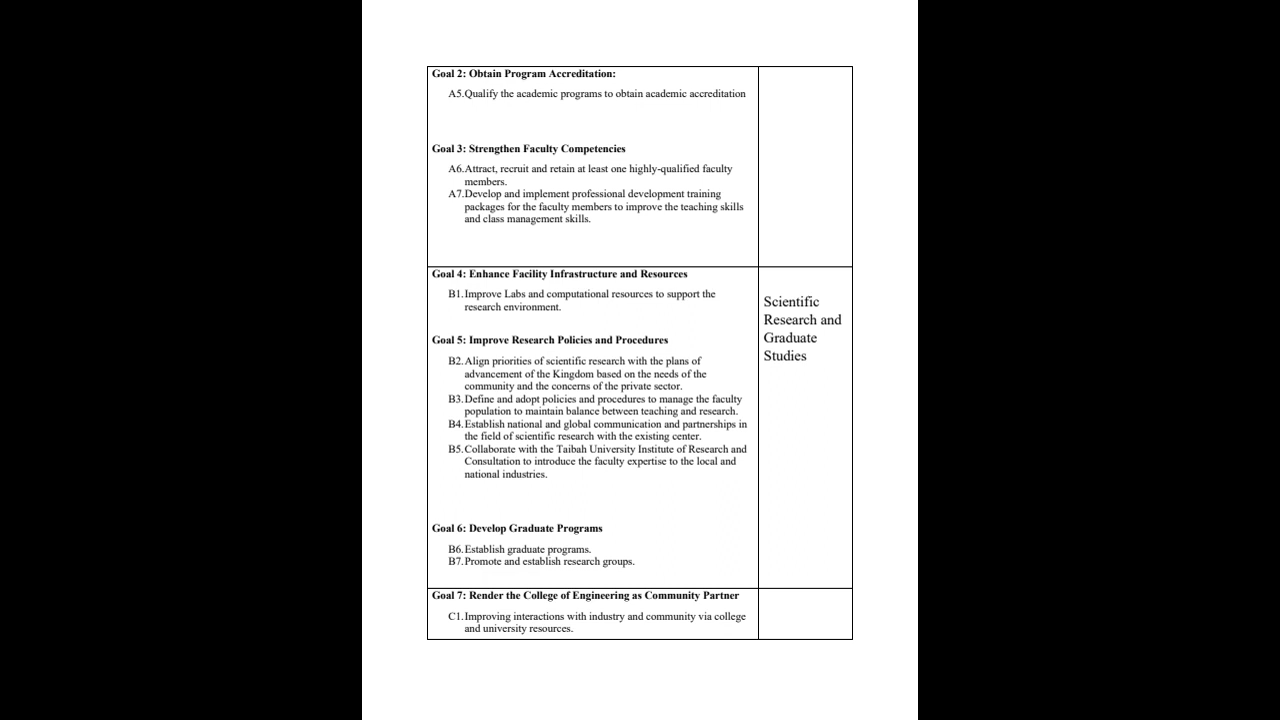 Goal 2: Obtain Program Accreditation:
A5.Qualify the academic programs to obtain academic accreditation
Goal 3: Strengthen Faculty Competencies
A6.Attract, recruit and retain at least one highly-qualified faculty
members.
A7.Develop and implement professional development training
packages for the faculty members to improve the teaching skills
and class management skills.
Goal 4: Enhance Facility Infrastructure and Resources
B1.Improve Labs and computational resources to support the
research environment.
Goal 5: Improve Research Policies and Procedures
B2.Align priorities of scientific research with the plans of
advancement of the Kingdom based on the needs of the
community and the concerns of the private sector.
B3.Define and adopt policies and procedures to manage the faculty
population to maintain balance between teaching and research.
B4.Establish national and global communication and partnerships in
the field of scientific research with the existing center.
B5.Collaborate with the Taibah University Institute of Research and
Consultation to introduce the faculty expertise to the local and
national industries.
Goal 6: Develop Graduate Programs
B6.Establish graduate programs.
B7.Promote and establish research groups.
Scientific
Research and
Graduate
Studies
Goal 7: Render the College of Engineering as Community Partner
C1.Improving interactions with industry and community via college
and university resources.